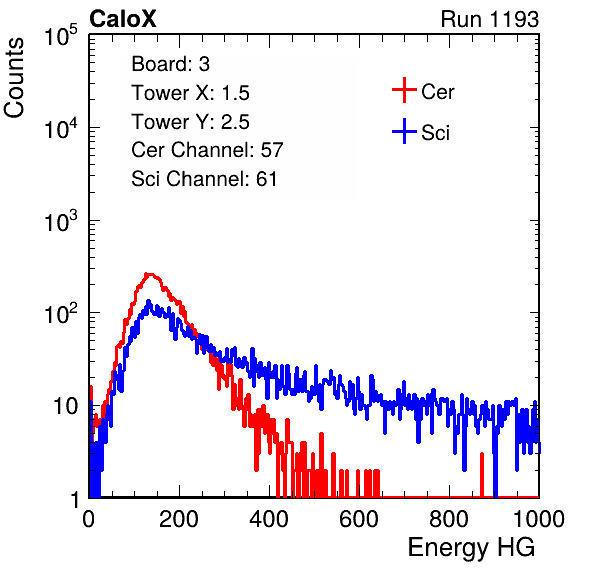 CaloX Run 1193
Counts
Board: 3
Tower X: 1.5
Tower Y: 2.5
Cer Channel: 57
Sci Channel: 61
Cer
Sci
10^5
10^4
10^3
10^2
10
1
0 200 400 600 800 1000
Energy HG